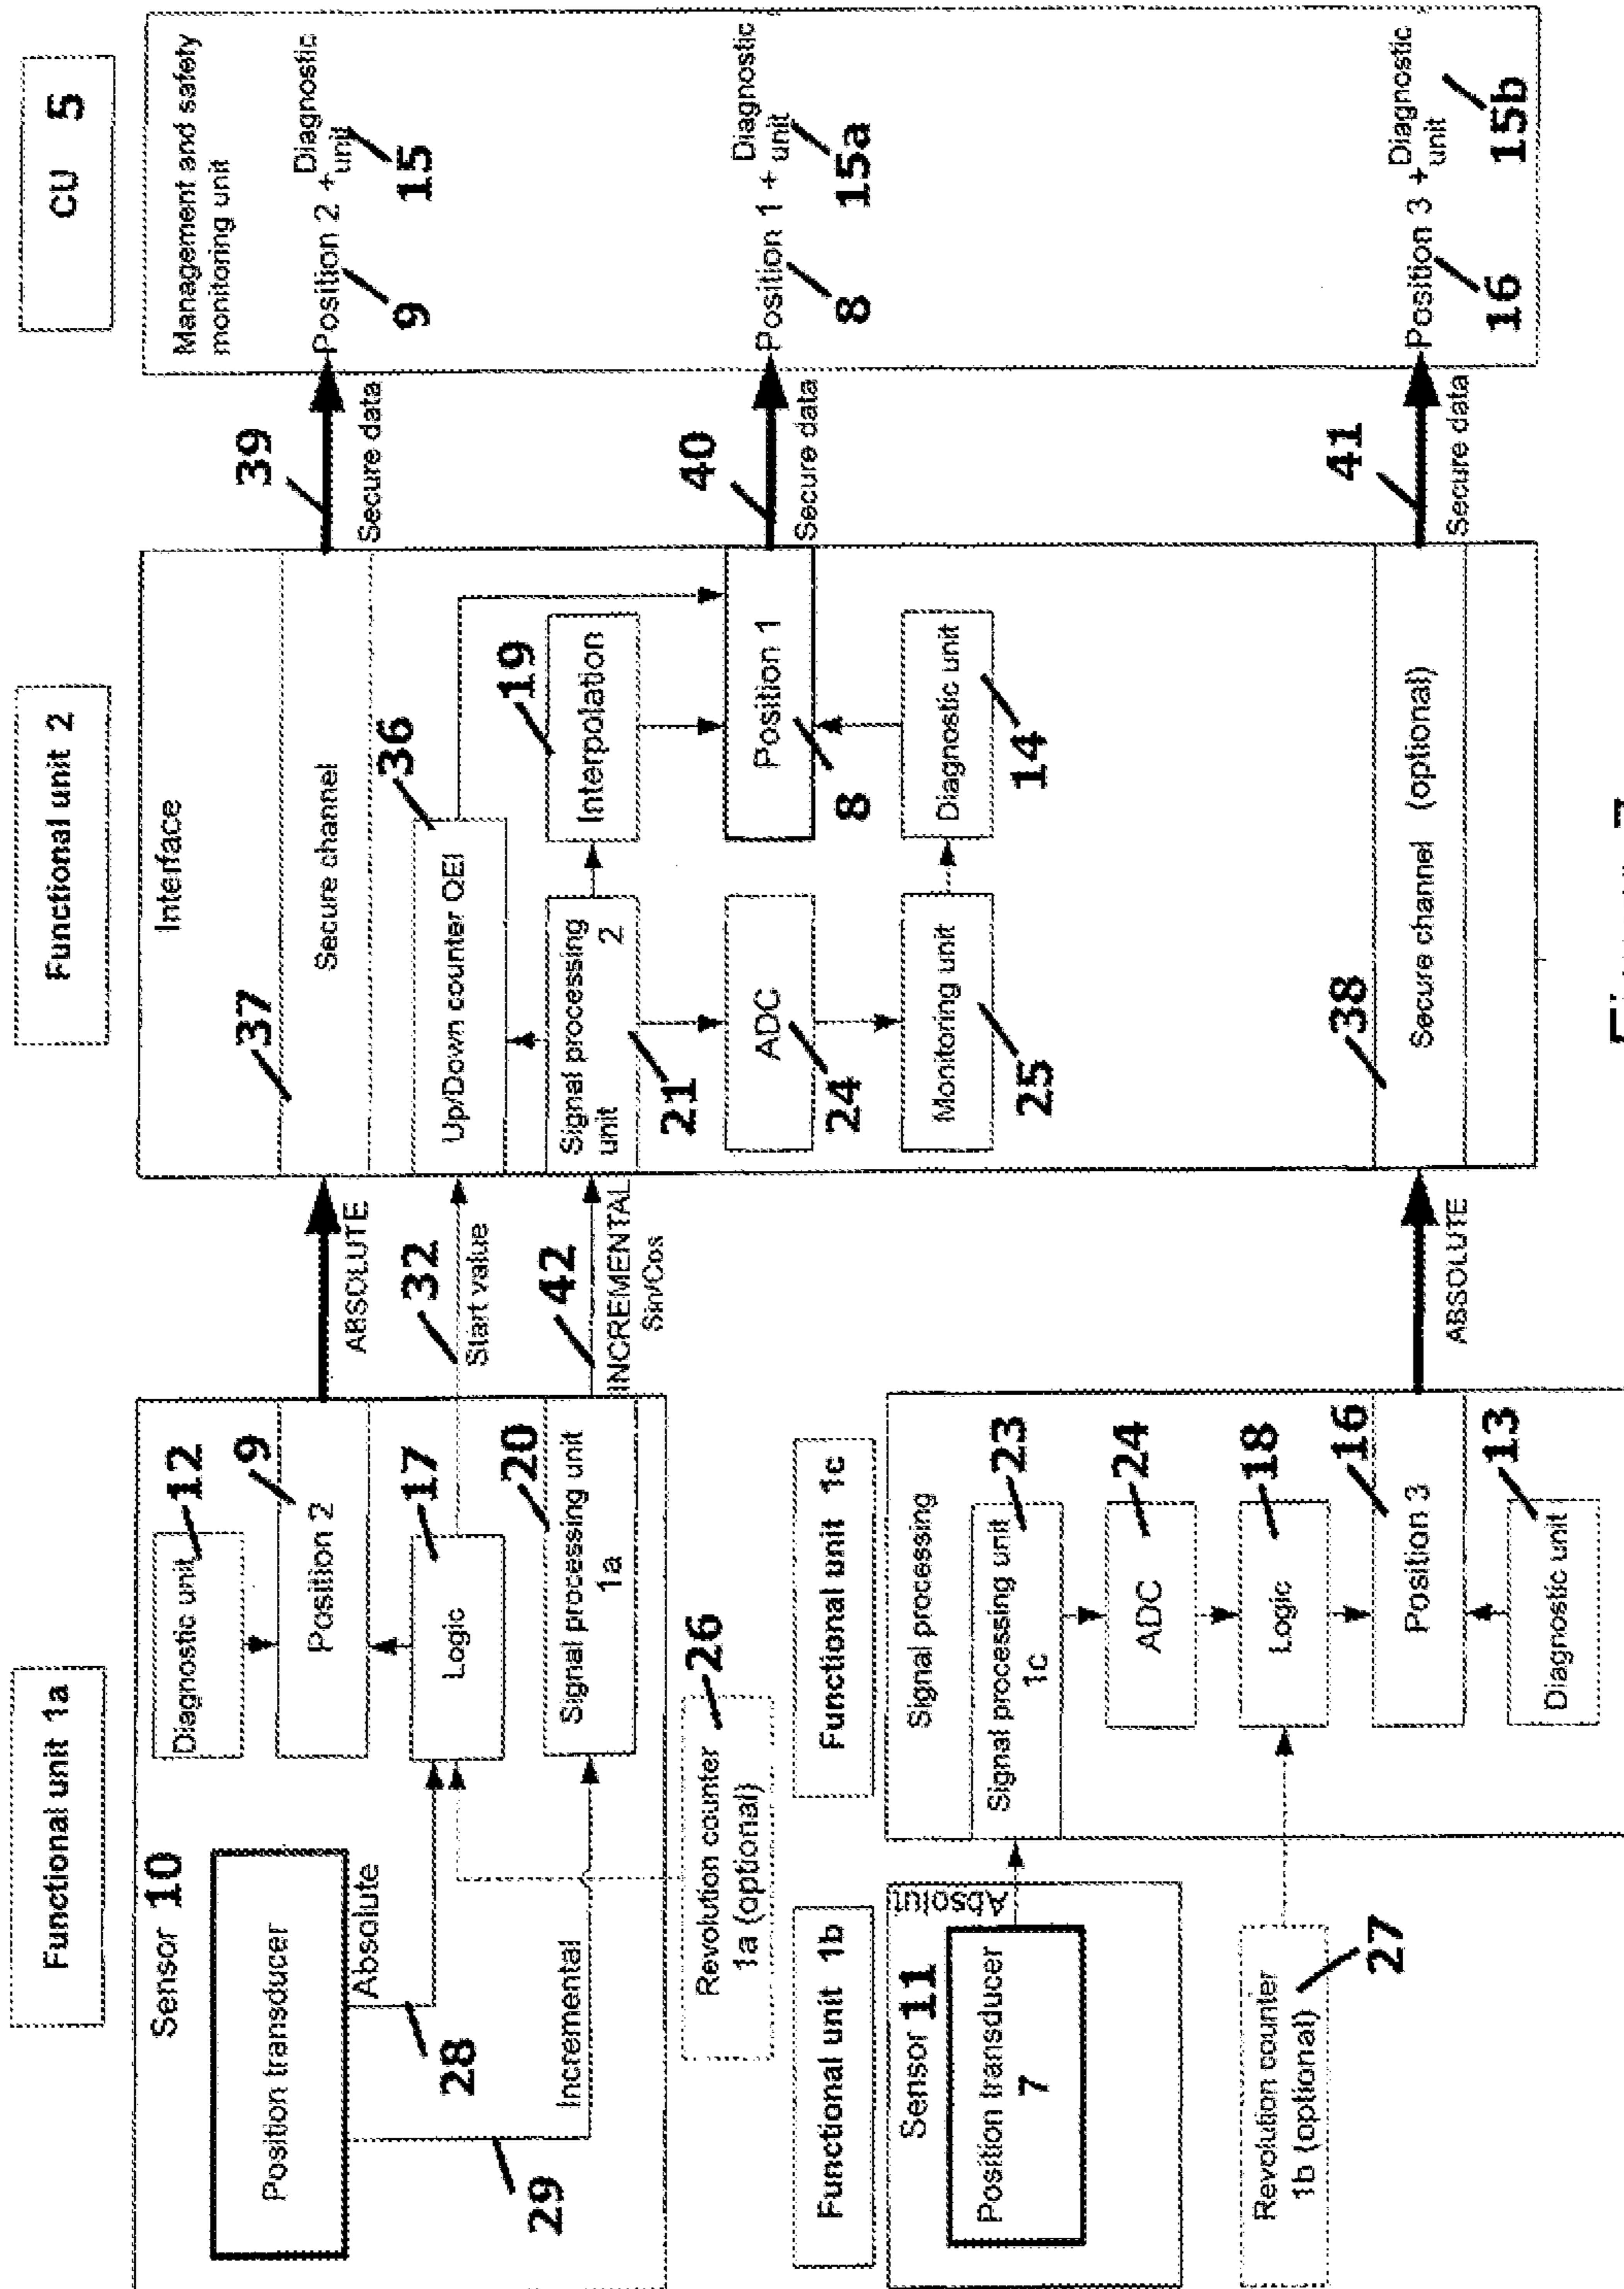 Functional unit 1a
Functional unit 2
CU 5
Sensor 10
Position transducer
Absolute
28
29
Incremental
Diagnostic unit
12
9
Position 2
17
Logic
20
Signal processing unit
1a
Revolution counter
1a (optional)
26
ABSOLUTE
32
Start value
42
INCREMENTAL
Sin/Cos
Interface
37
Secure channel
36
Up/Down counter QEI
Signal processing
unit 2
21
19
Interpolation
ADC
24
Position 1
8
Monitoring unit
25
Diagnostic unit
14
38
Secure channel (optional)
39
Secure data
40
Secure data
41
Secure data
Management and safety
monitoring unit
Position 2 + Diagnostic
unit
9
15
Position 1 + Diagnostic
unit
8
15a
Position 3 + Diagnostic
unit
16
15b
Functional unit 1b
Functional unit 1c
Sensor 11
Position transducer
7
Absolut
Revolution counter
1b (optional)
27
Signal processing
Signal processing unit
1c
23
ADC
24
Logic
18
16
Position 3
Diagnostic unit
13
ABSOLUTE